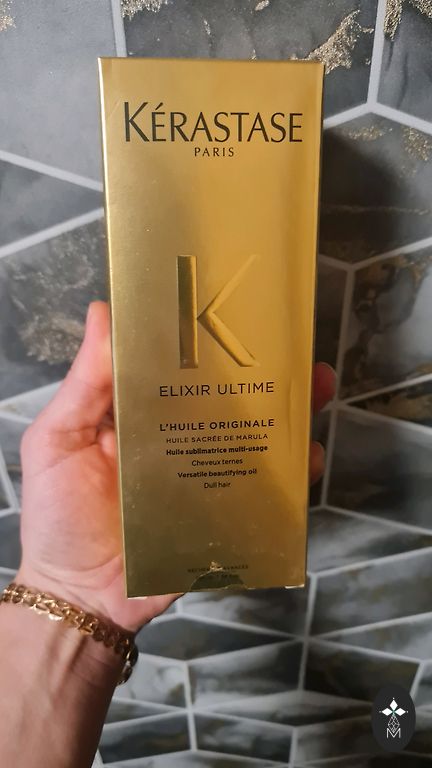 KÉRASTASE
PARIS
K
ELIXIR ULTIME
L'HUILE ORIGINALE
HUILE SACRÉE DE MARULA
Huile sublimatrice multi-usage
Cheveux ternes
Versatile beautifying oil
Dull hair